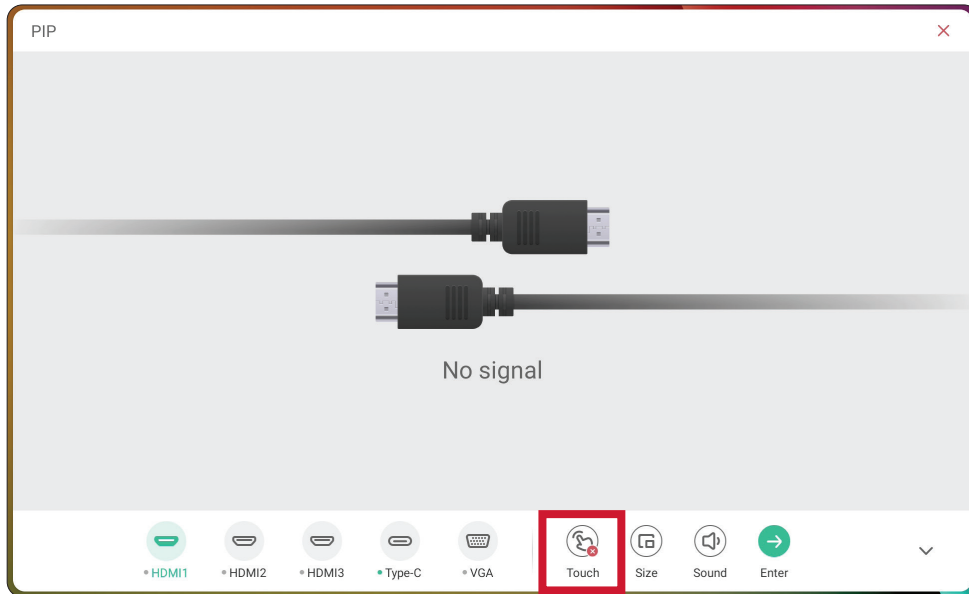 PIP
No signal
HDMI1
HDMI2
HDMI3
Type-C
VGA
Touch
Size
Sound
Enter